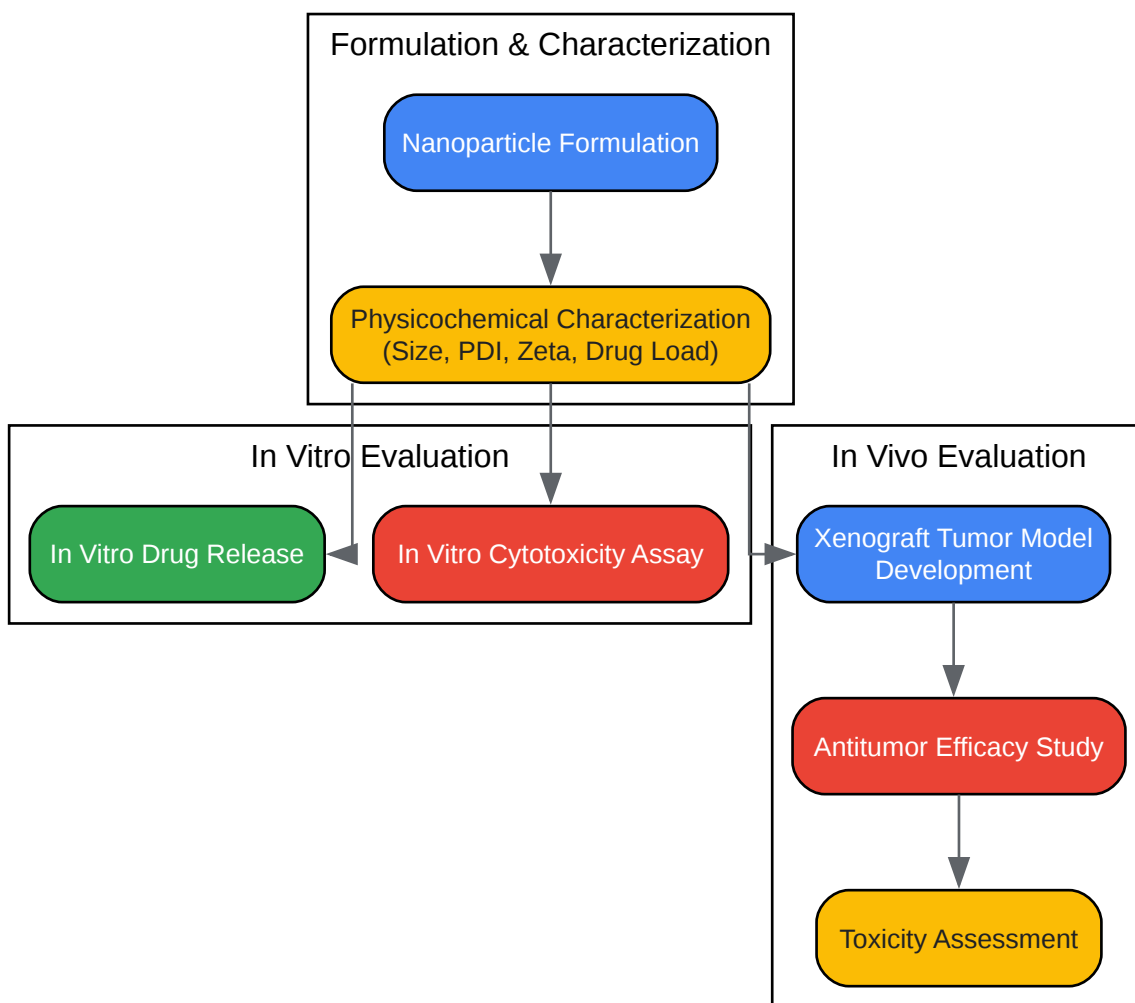 Formulation & Characterization
Nanoparticle Formulation
Physicochemical Characterization
(Size, PDI, Zeta, Drug Load)
In Vitro Evaluation
In Vitro Drug Release
In Vitro Cytotoxicity Assay
In Vivo Evaluation
Xenograft Tumor Model
Development
Antitumor Efficacy Study
Toxicity Assessment